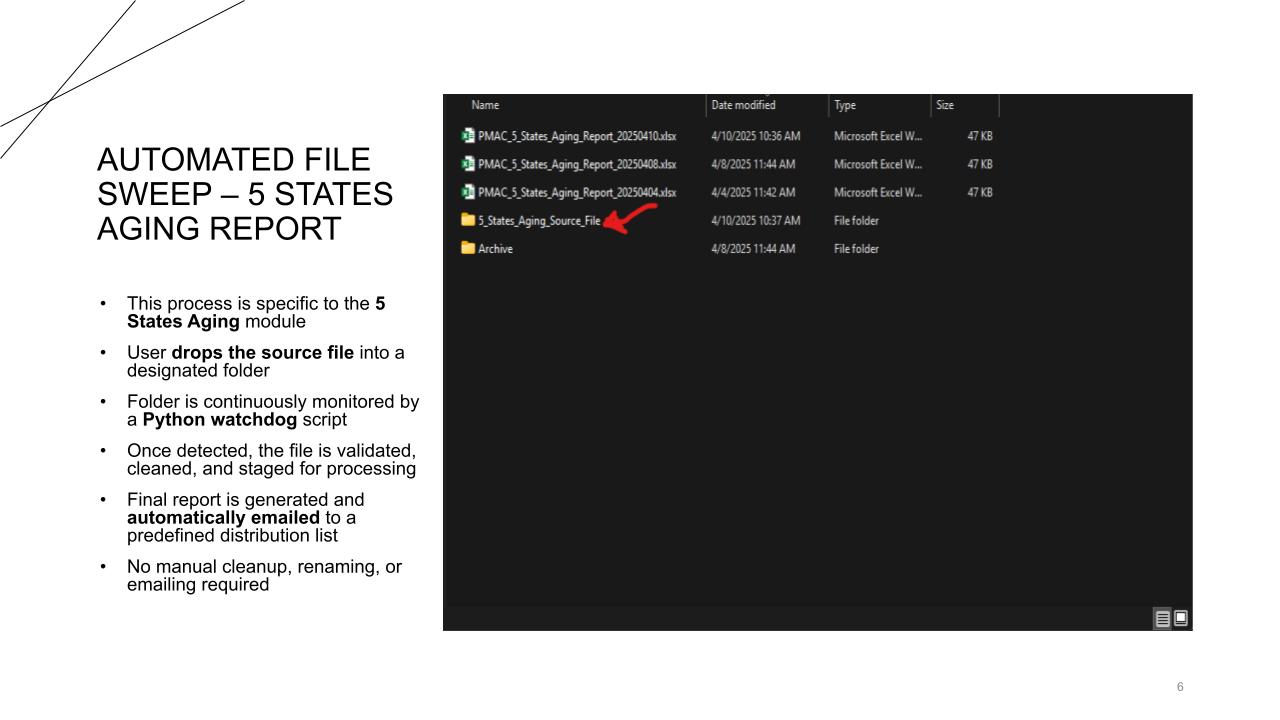 AUTOMATED FILE
SWEEP – 5 STATES
AGING REPORT
• This process is specific to the 5
States Aging module
• User drops the source file into a
designated folder
• Folder is continuously monitored by
a Python watchdog script
• Once detected, the file is validated,
cleaned, and staged for processing
• Final report is generated and
automatically emailed to a
predefined distribution list
• No manual cleanup, renaming, or
emailing required
Name Date modified Type Size
PMAC_5_States_Aging_Report_20250410.xlsx 4/10/2025 10:36 AM Microsoft Excel W... 47 KB
PMAC_5_States_Aging_Report_20250408.xlsx 4/8/2025 11:44 AM Microsoft Excel W... 47 KB
PMAC_5_States_Aging_Report_20250404.xlsx 4/4/2025 11:42 AM Microsoft Excel W... 47 KB
5_States_Aging_Source_File 4/10/2025 10:37 AM File folder
Archive 4/8/2025 11:44 AM File folder
6